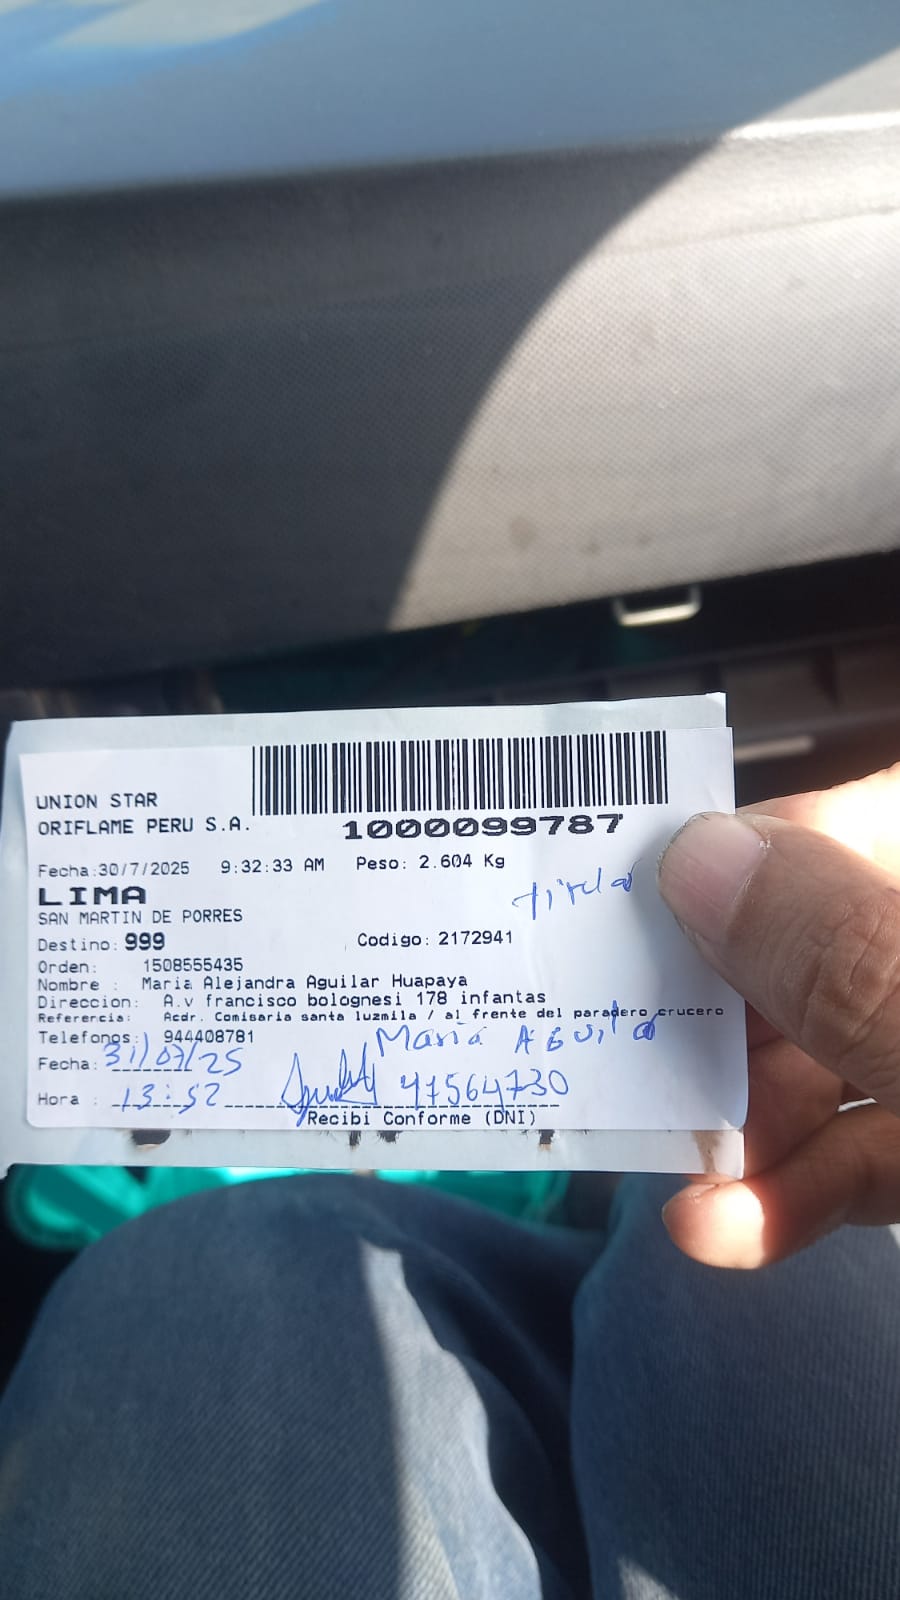 UNION STAR
ORIFLAME PERU S.A.
1000099787
Fecha:30/7/2025 9:32:33 AM Peso: 2.604 Kg
LIMA
titular
SAN MARTIN DE PORRES
Destino: 999 Codigo: 2172941
Orden: 1508555435
Nombre : Maria Alejandra Aguilar Huapaya
Direccion: A.v francisco bolognesi 178 infantas
Referencia: Acdr. Comisaria santa luzmila / al frente del paradero crucero
Telefonos: 944408781
Maria Aguilar
Fecha: 31/07/25
Hora : 13:52 41564730
Recibi Conforme (DNI)